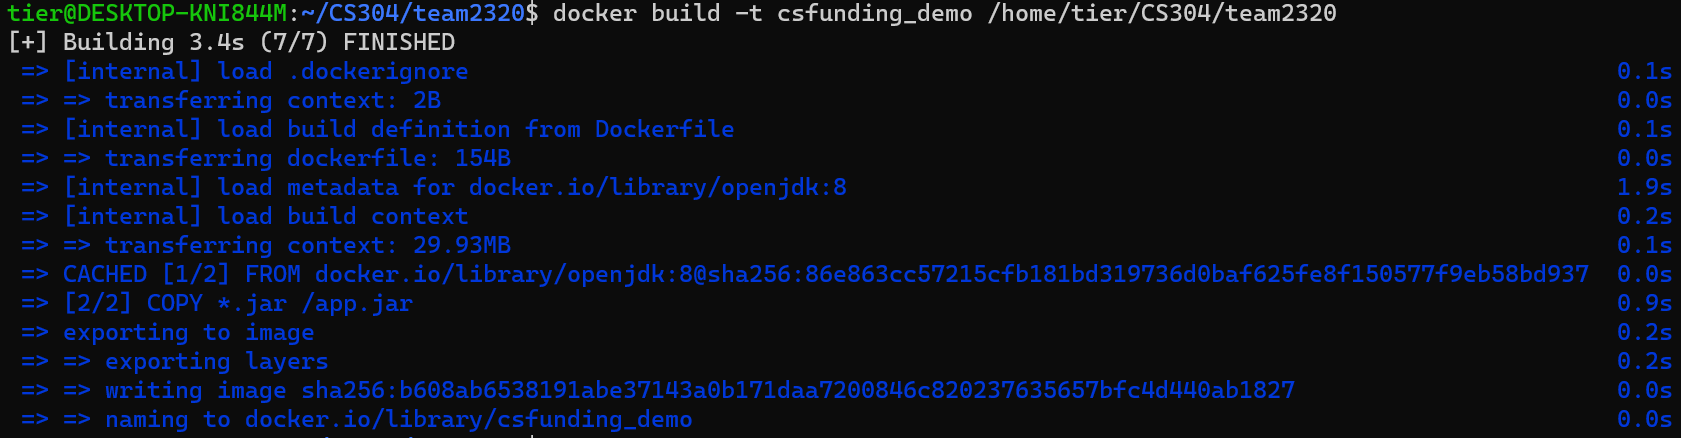 tier@DESKTOP-KNI844M:~/CS304/team2320$ docker build -t csfunding_demo /home/tier/CS304/team2320
[+] Building 3.4s (7/7) FINISHED
=> [internal] load .dockerignore 0.1s
=> => transferring context: 2B 0.0s
=> [internal] load build definition from Dockerfile 0.1s
=> => transferring dockerfile: 154B 0.0s
=> [internal] load metadata for docker.io/library/openjdk:8 1.9s
=> [internal] load build context 0.2s
=> => transferring context: 29.93MB 0.1s
=> CACHED [1/2] FROM docker.io/library/openjdk:8@sha256:86e863cc57215cfb181bd319736d0baf625fe8f150577f9eb58bd937 0.0s
=> [2/2] COPY *.jar /app.jar 0.9s
=> exporting to image 0.2s
=> => exporting layers 0.2s
=> => writing image sha256:b608ab6538191abe37143a0b171daa7200846c820237635657bfc4d440ab1827 0.0s
=> => naming to docker.io/library/csfunding_demo 0.0s